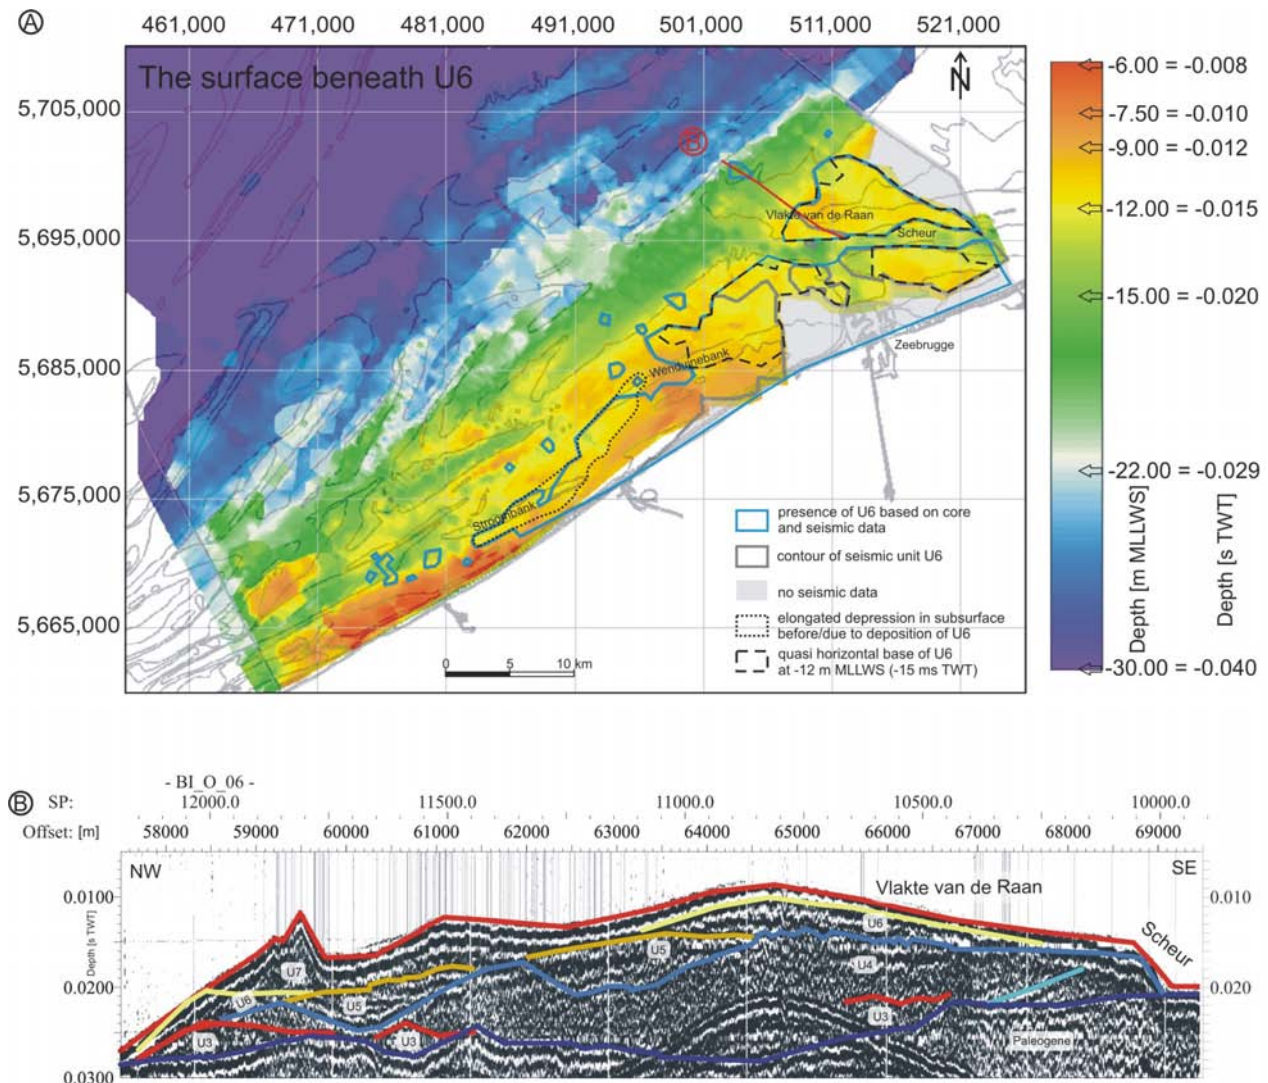 A
461,000 471,000 481,000 491,000 501,000 511,000 521,000
The surface beneath U6
N
5,705,000
5,695,000
5,685,000
5,675,000
5,665,000
B
Vlakte van de Raan
Scheur
Zeebrugge
Wenduinebank
Stroombank
presence of U6 based on core
and seismic data
contour of seismic unit U6
no seismic data
elongated depression in subsurface
before/due to deposition of U6
quasi horizontal base of U6
at -12 m MLLWS (-15 ms TWT)
0 5 10 km
-6.00 = -0.008
-7.50 = -0.010
-9.00 = -0.012
-12.00 = -0.015
-15.00 = -0.020
-22.00 = -0.029
-30.00 = -0.040
Depth [m MLLWS]
Depth [s TWT]
- BI_O_06 -
B
SP: 12000.0 11500.0 11000.0 10500.0 10000.0
Offset: [m] 58000 59000 60000 61000 62000 63000 64000 65000 66000 67000 68000 69000
NW
SE
Vlakte van de Raan
Scheur
0.0100
0.0200
0.0300
Depth [s TWT]
0.010
0.020
U7
U6
U5
U3
U3
U5
U6
U4
U3
Paleogene